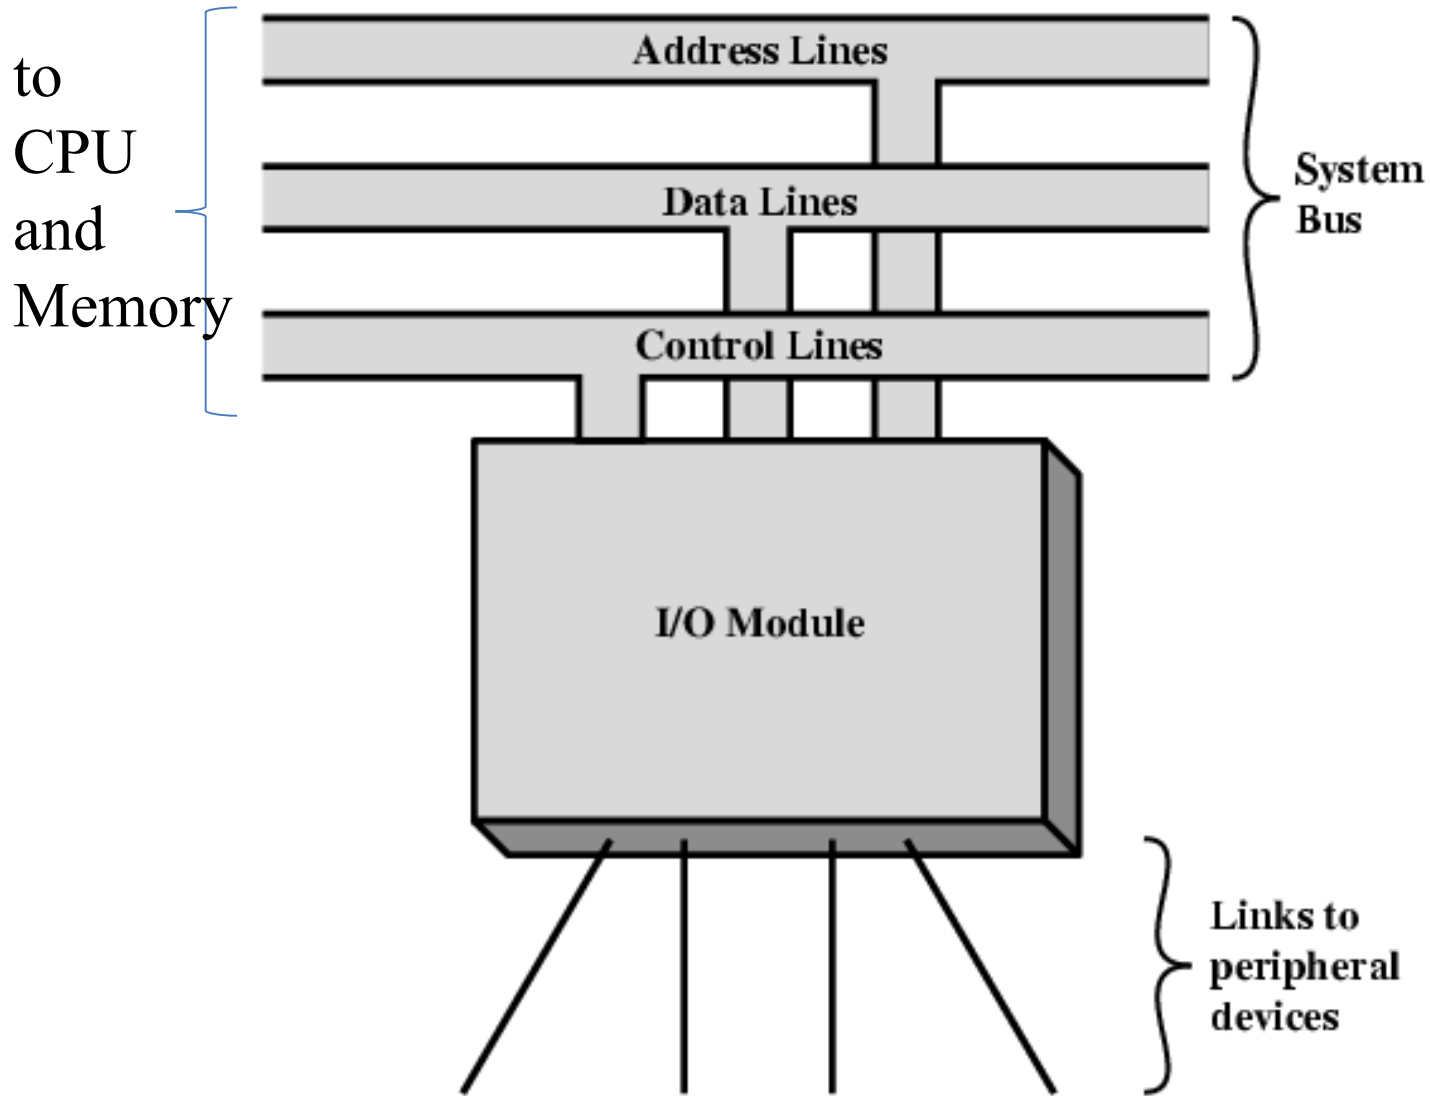 to
CPU
and
Memory
Address Lines
Data Lines
Control Lines
System
Bus
I/O Module
Links to
peripheral
devices